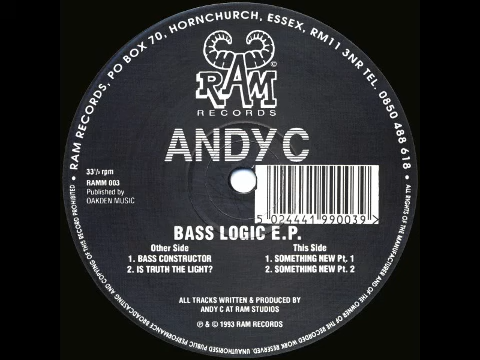 RAM RECORDS, PO BOX 70, HORNCHURCH, ESSEX, RM11 3NR TEL. 0850 488 618
RAM
©
RECORDS
ANDY C
33⅓ rpm
RAMM 003
Published by
OAKDEN MUSIC
5 024441 990039
BASS LOGIC E.P.
Other Side
1. BASS CONSTRUCTOR
2. IS TRUTH THE LIGHT?
This Side
1. SOMETHING NEW Pt. 1
2. SOMETHING NEW Pt. 2
ALL TRACKS WRITTEN & PRODUCED BY
ANDY C AT RAM STUDIOS
℗ & © 1993 RAM RECORDS
• ALL RIGHTS OF THE MANUFACTURER AND OF THE OWNER OF THE RECORDED WORK RESERVED UNAUTHORISED PUBLIC PERFORMANCE BROADCASTING AND COPYING OF THIS RECORD PROHIBITED •